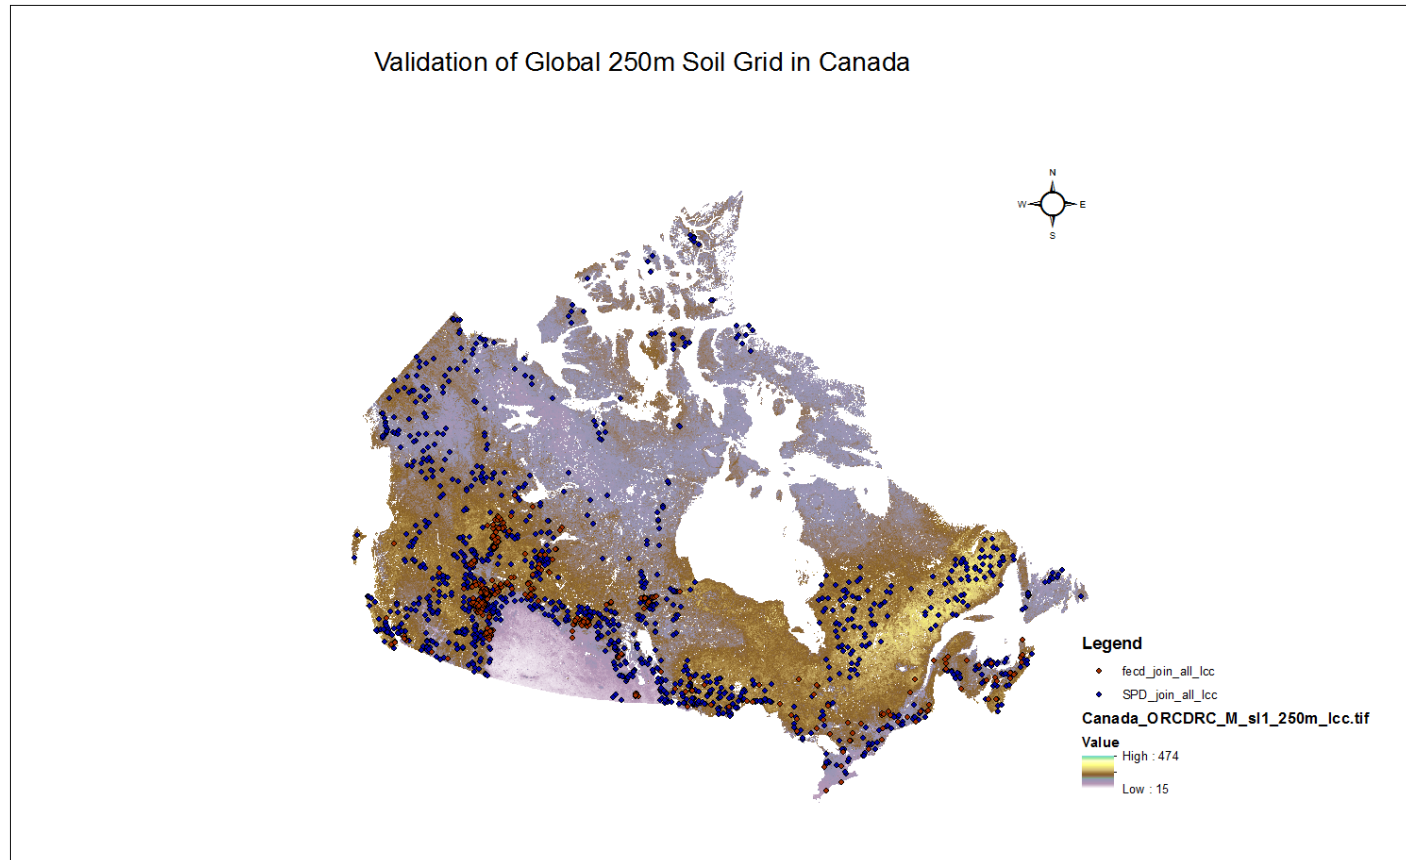 Validation of Global 250m Soil Grid in Canada
N
W E
S
Legend
fecd_join_all_lcc
SPD_join_all_lcc
Canada_ORCDRC_M_sl1_250m_lcc.tif
Value
High : 474
Low : 15